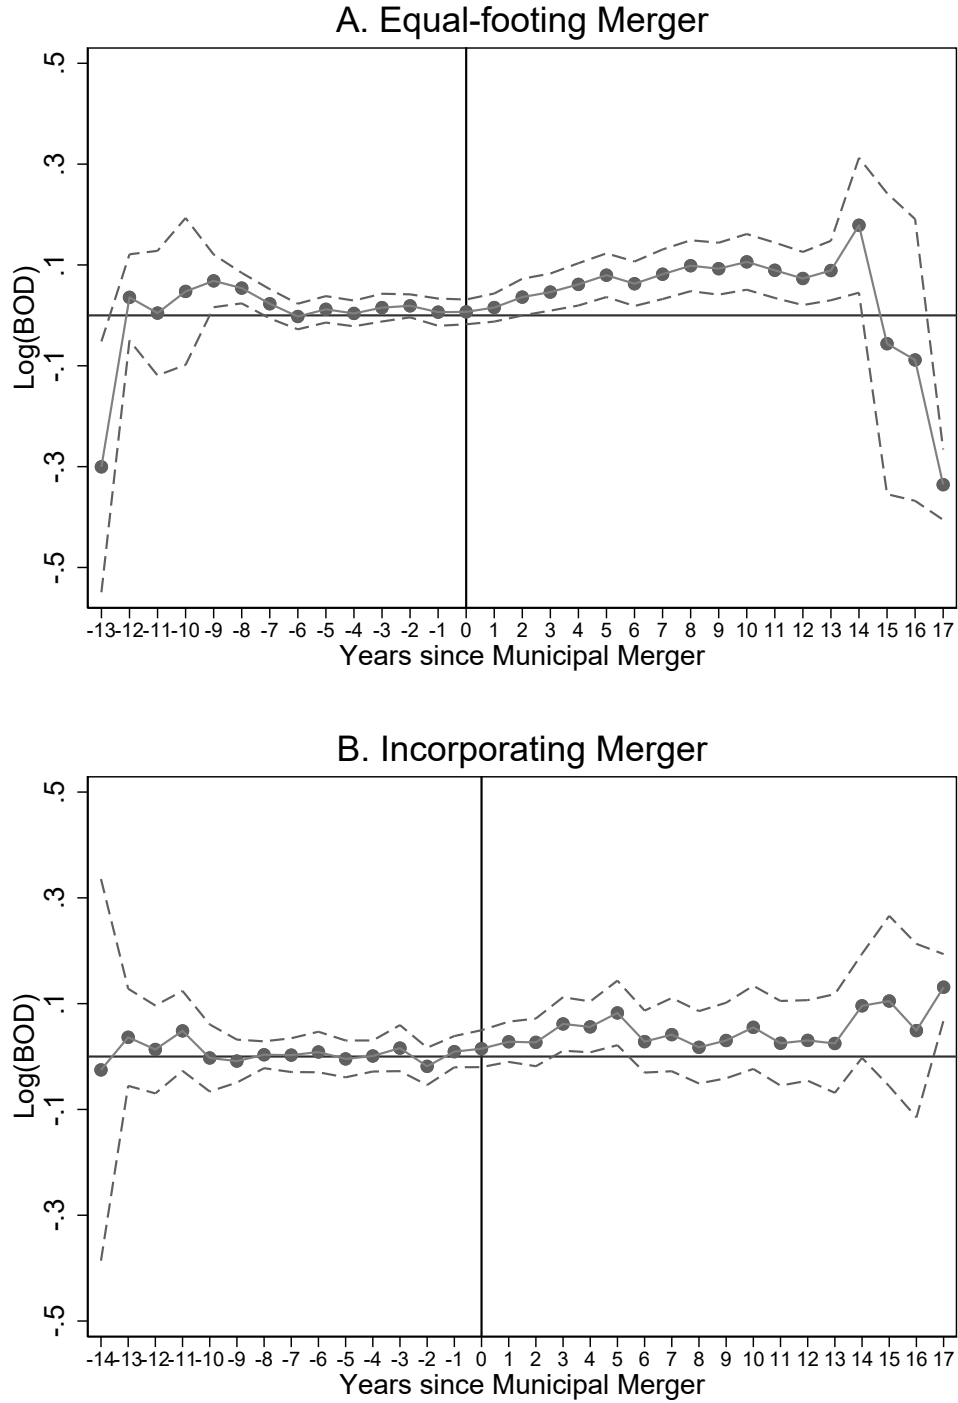 A. Equal-footing Merger
.5
.3
.1
-.1
-.3
-.5
Log(BOD)
-13 -12 -11 -10 -9 -8 -7 -6 -5 -4 -3 -2 -1 0 1 2 3 4 5 6 7 8 9 10 11 12 13 14 15 16 17
Years since Municipal Merger
B. Incorporating Merger
.5
.3
.1
-.1
-.3
-.5
Log(BOD)
-14 -13 -12 -11 -10 -9 -8 -7 -6 -5 -4 -3 -2 -1 0 1 2 3 4 5 6 7 8 9 10 11 12 13 14 15 16 17
Years since Municipal Merger